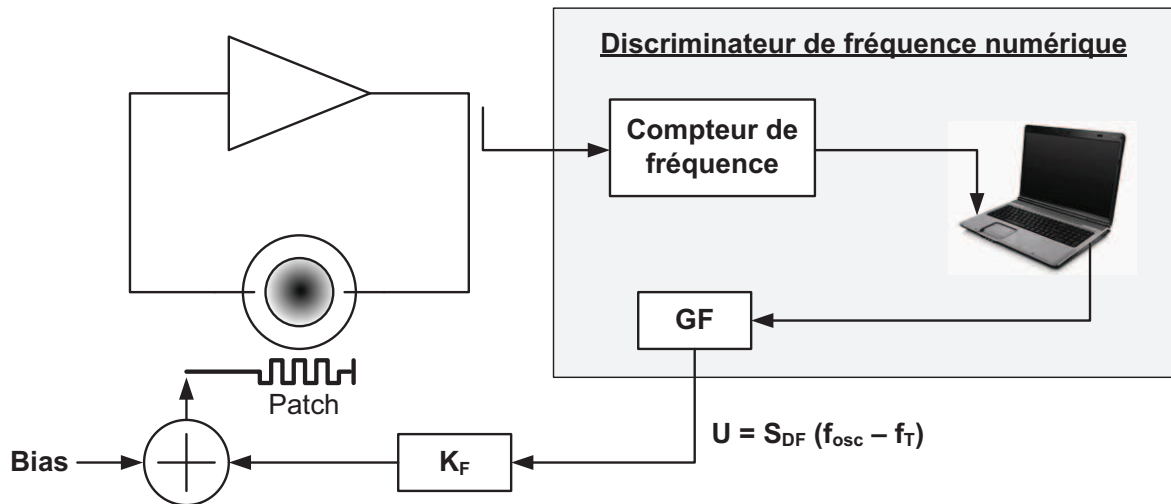 Discriminateur de fréquence numérique
Compteur de
fréquence
GF
Patch
U = S_DF (f_osc – f_T)
Bias
K_F